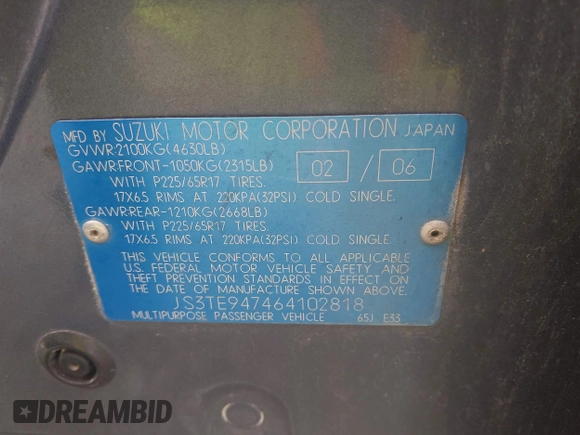 MFD BY SUZUKI MOTOR CORPORATION JAPAN
GVWR:2100KG(4630LB)
GAWR:FRONT-1050KG(2315LB) 02 / 06
WITH P225/65R17 TIRES.
17X6.5 RIMS AT 220KPA(32PSI) COLD SINGLE.
GAWR:REAR-1210KG(2668LB)
WITH P225/65R17 TIRES.
17X6.5 RIMS AT 220KPA(32PSI) COLD SINGLE.
THIS VEHICLE CONFORMS TO ALL APPLICABLE
U.S. FEDERAL MOTOR VEHICLE SAFETY AND
THEFT PREVENTION STANDARDS IN EFFECT ON
THE DATE OF MANUFACTURE SHOWN ABOVE.
JS3TE947464102818
MULTIPURPOSE PASSENGER VEHICLE 65J E33
DREAMBID